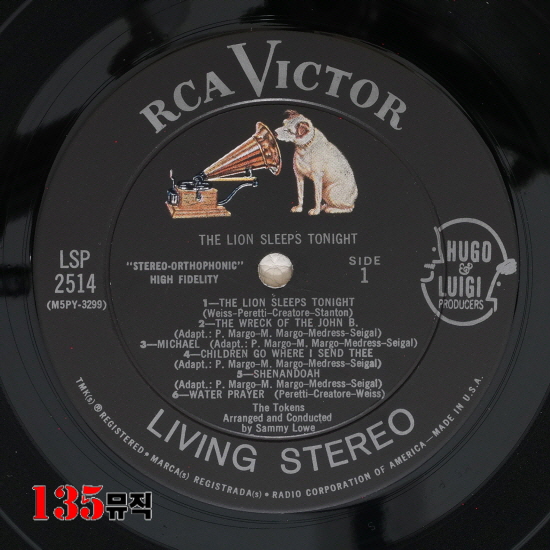 RCA VICTOR
THE LION SLEEPS TONIGHT
LSP
2514
(M5PY-3299)
"STEREO-ORTHOPHONIC"
HIGH FIDELITY
SIDE
1
HUGO
&
LUIGI
PRODUCERS
1—THE LION SLEEPS TONIGHT
(Weiss-Peretti-Creatore-Stanton)
2—THE WRECK OF THE JOHN B.
(Adapt.: P. Margo-M. Margo-Medress-Seigal)
3—MICHAEL (Adapt.: P. Margo-M, Margo-Medress-Seigal)
4—CHILDREN GO WHERE I SEND THEE
(Adapt.: P. Margo-M. Margo-Medress-Seigal)
5—SHENANDOAH
(Adapt.: P. Margo-M. Margo-Medress-Seigal)
6—WATER PRAYER (Peretti-Creatore-Weiss)
The Tokens
Arranged and Conducted
by Sammy Lowe
LIVING STEREO
TMK(s) ® REGISTERED • MARCA(s) REGISTRADA(s) • RADIO CORPORATION OF AMERICA—MADE IN U.S.A.
135뮤직